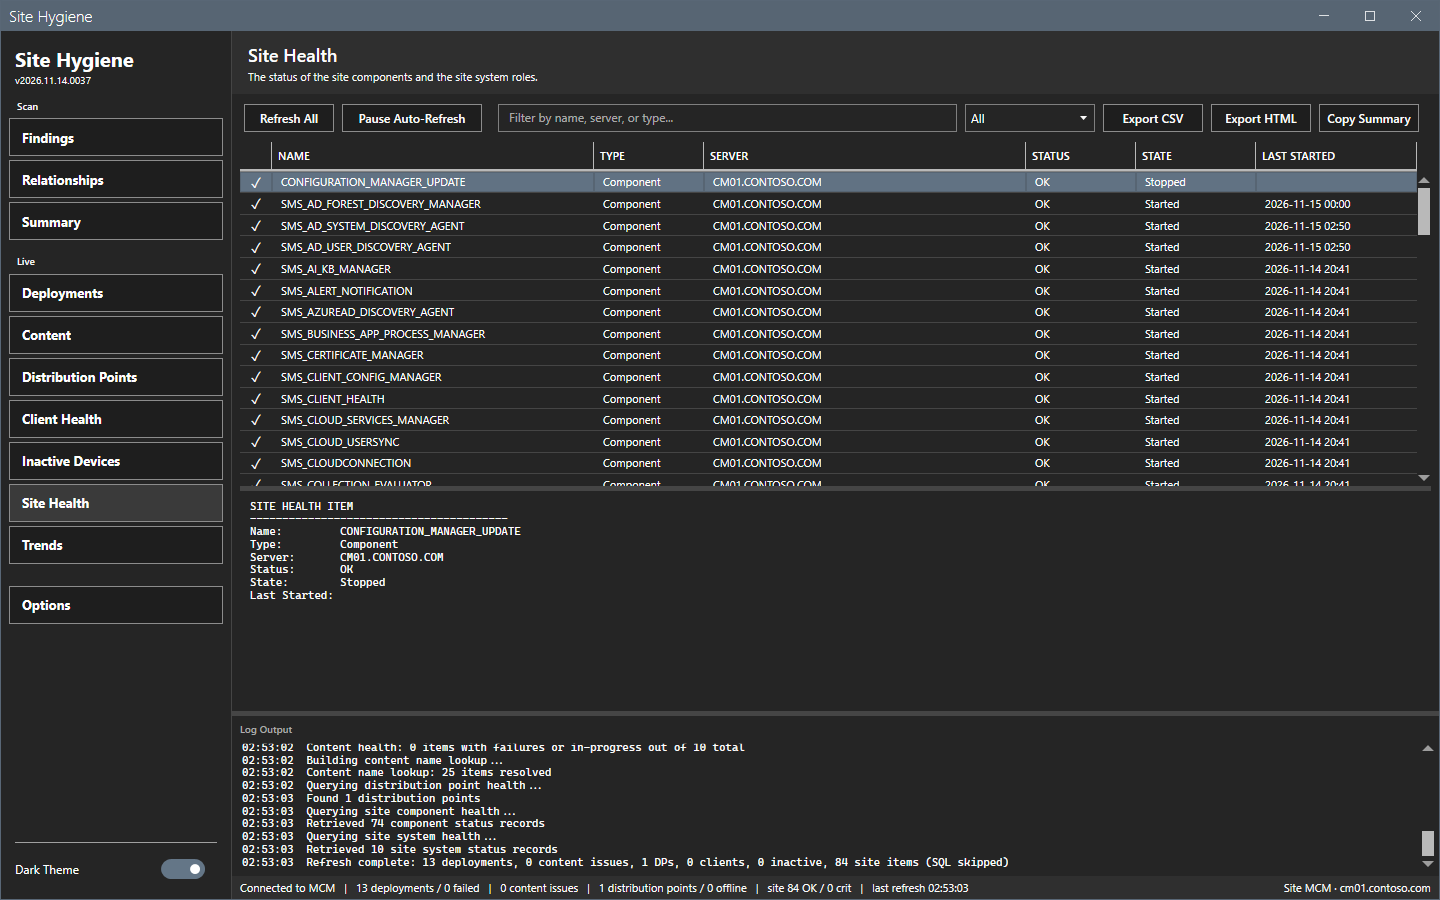 Site Hygiene
Site Hygiene
v2026.11.14.0037
Scan
Findings
Relationships
Summary
Live
Deployments
Content
Distribution Points
Client Health
Inactive Devices
Site Health
Trends
Options
Dark Theme
Site Health
The status of the site components and the site system roles.
Refresh All Pause Auto-Refresh Filter by name, server, or type... All Export CSV Export HTML Copy Summary
NAME TYPE SERVER STATUS STATE LAST STARTED
✓ CONFIGURATION_MANAGER_UPDATE Component CM01.CONTOSO.COM OK Stopped
✓ SMS_AD_FOREST_DISCOVERY_MANAGER Component CM01.CONTOSO.COM OK Started 2026-11-15 00:00
✓ SMS_AD_SYSTEM_DISCOVERY_AGENT Component CM01.CONTOSO.COM OK Started 2026-11-15 02:50
✓ SMS_AD_USER_DISCOVERY_AGENT Component CM01.CONTOSO.COM OK Started 2026-11-15 02:50
✓ SMS_AI_KB_MANAGER Component CM01.CONTOSO.COM OK Started 2026-11-14 20:41
✓ SMS_ALERT_NOTIFICATION Component CM01.CONTOSO.COM OK Started 2026-11-14 20:41
✓ SMS_AZUREAD_DISCOVERY_AGENT Component CM01.CONTOSO.COM OK Started 2026-11-14 20:41
✓ SMS_BUSINESS_APP_PROCESS_MANAGER Component CM01.CONTOSO.COM OK Started 2026-11-14 20:41
✓ SMS_CERTIFICATE_MANAGER Component CM01.CONTOSO.COM OK Started 2026-11-14 20:41
✓ SMS_CLIENT_CONFIG_MANAGER Component CM01.CONTOSO.COM OK Started 2026-11-14 20:41
✓ SMS_CLIENT_HEALTH Component CM01.CONTOSO.COM OK Started 2026-11-14 20:41
✓ SMS_CLOUD_SERVICES_MANAGER Component CM01.CONTOSO.COM OK Started 2026-11-14 20:41
✓ SMS_CLOUD_USERSYNC Component CM01.CONTOSO.COM OK Started 2026-11-14 20:41
✓ SMS_CLOUDCONNECTION Component CM01.CONTOSO.COM OK Started 2026-11-14 20:41
✓ SMS_COLLECTION_EVALUATOR Component CM01.CONTOSO.COM OK Started 2026-11-14 20:41
SITE HEALTH ITEM
----------------------------------------
Name: CONFIGURATION_MANAGER_UPDATE
Type: Component
Server: CM01.CONTOSO.COM
Status: OK
State: Stopped
Last Started:
Log Output
02:53:02 Content health: 0 items with failures or in-progress out of 10 total
02:53:02 Building content name lookup...
02:53:02 Content name lookup: 25 items resolved
02:53:02 Querying distribution point health...
02:53:03 Found 1 distribution points
02:53:03 Querying site component health...
02:53:03 Retrieved 74 component status records
02:53:03 Querying site system health...
02:53:03 Retrieved 10 site system status records
02:53:03 Refresh complete: 13 deployments, 0 content issues, 1 DPs, 0 clients, 0 inactive, 84 site items (SQL skipped)
Connected to MCM | 13 deployments / 0 failed | 0 content issues | 1 distribution points / 0 offline | site 84 OK / 0 crit | last refresh 02:53:03 Site MCM · cm01.contoso.com